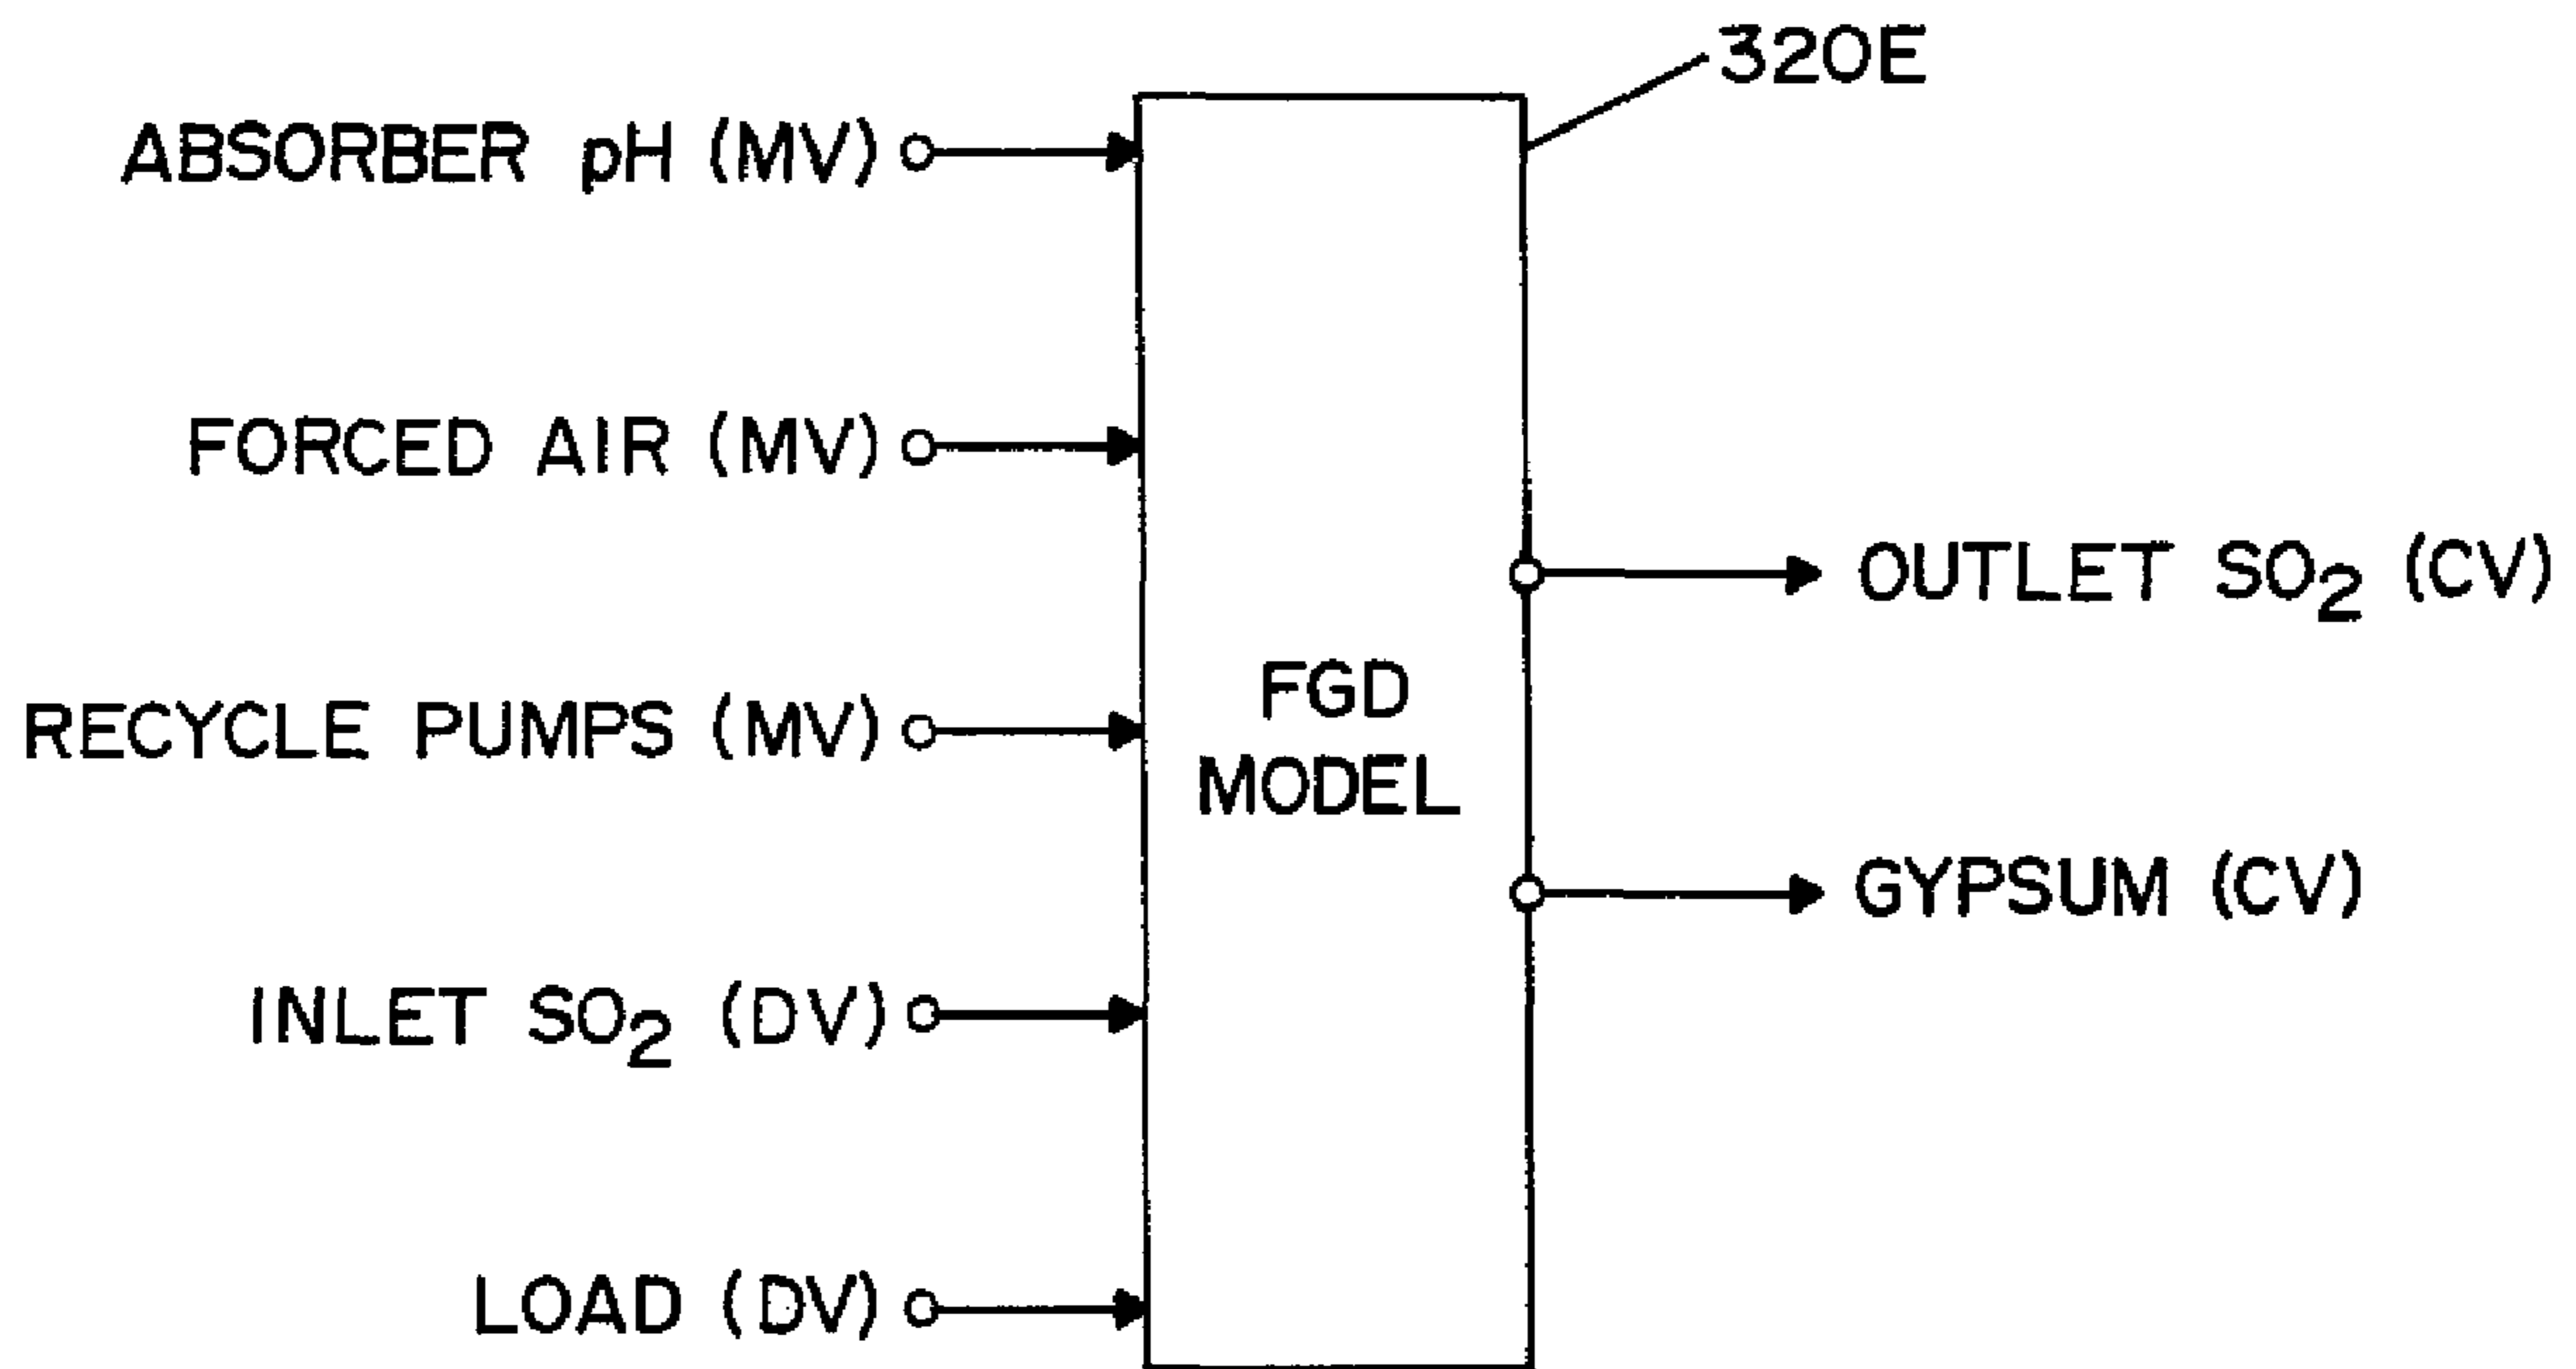 320E
ABSORBER pH (MV)
FORCED AIR (MV)
RECYCLE PUMPS (MV)
INLET SO₂ (DV)
LOAD (DV)
FGD
MODEL
OUTLET SO₂ (CV)
GYPSUM (CV)